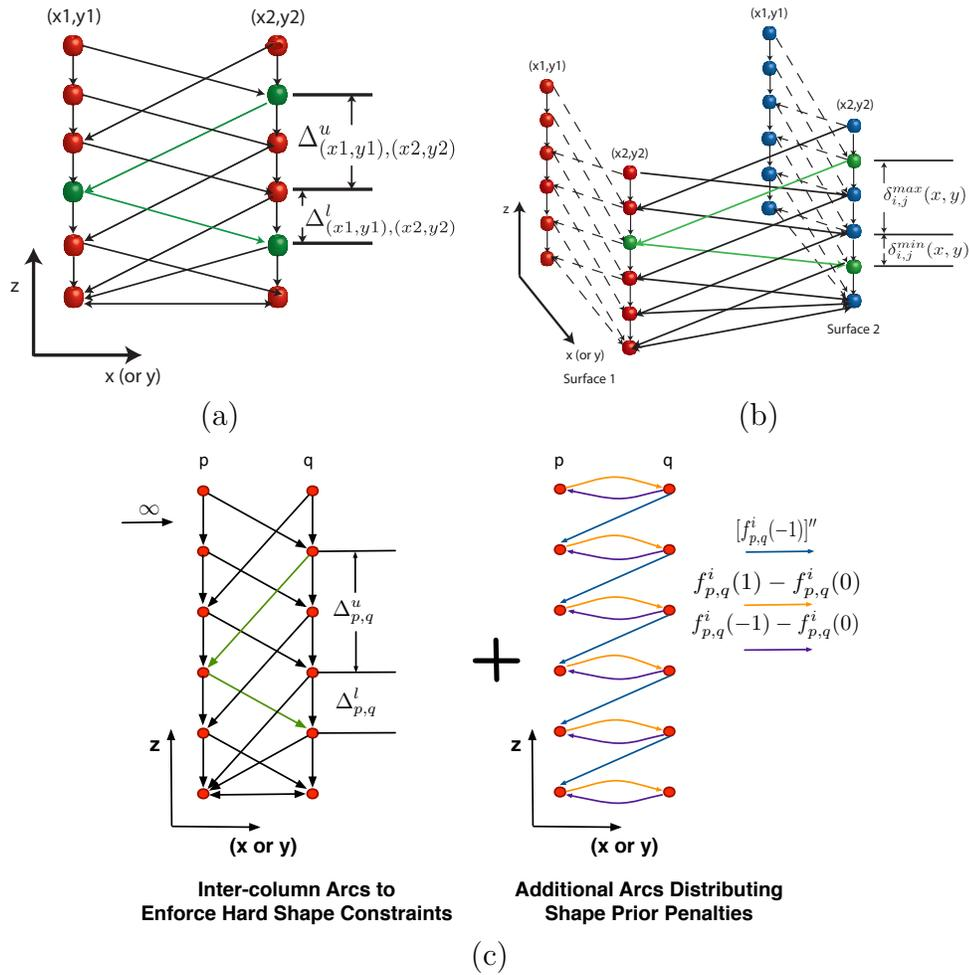 (x1,y1) (x2,y2)
Δ^u_(x1,y1),(x2,y2)
Δ^l_(x1,y1),(x2,y2)
z
x (or y)
(a)
(x1,y1)
(x2,y2)
(x1,y1)
(x2,y2)
δ^max_i,j(x, y)
δ^min_i,j(x, y)
z
x (or y)
Surface 1
Surface 2
(b)
p q
∞
Δ^u_p,q
Δ^l_p,q
z
(x or y)
Inter-column Arcs to
Enforce Hard Shape Constraints
+
p q
[f^i_p,q(-1)]″
f^i_p,q(1) − f^i_p,q(0)
f^i_p,q(−1) − f^i_p,q(0)
z
(x or y)
Additional Arcs Distributing
Shape Prior Penalties
(c)